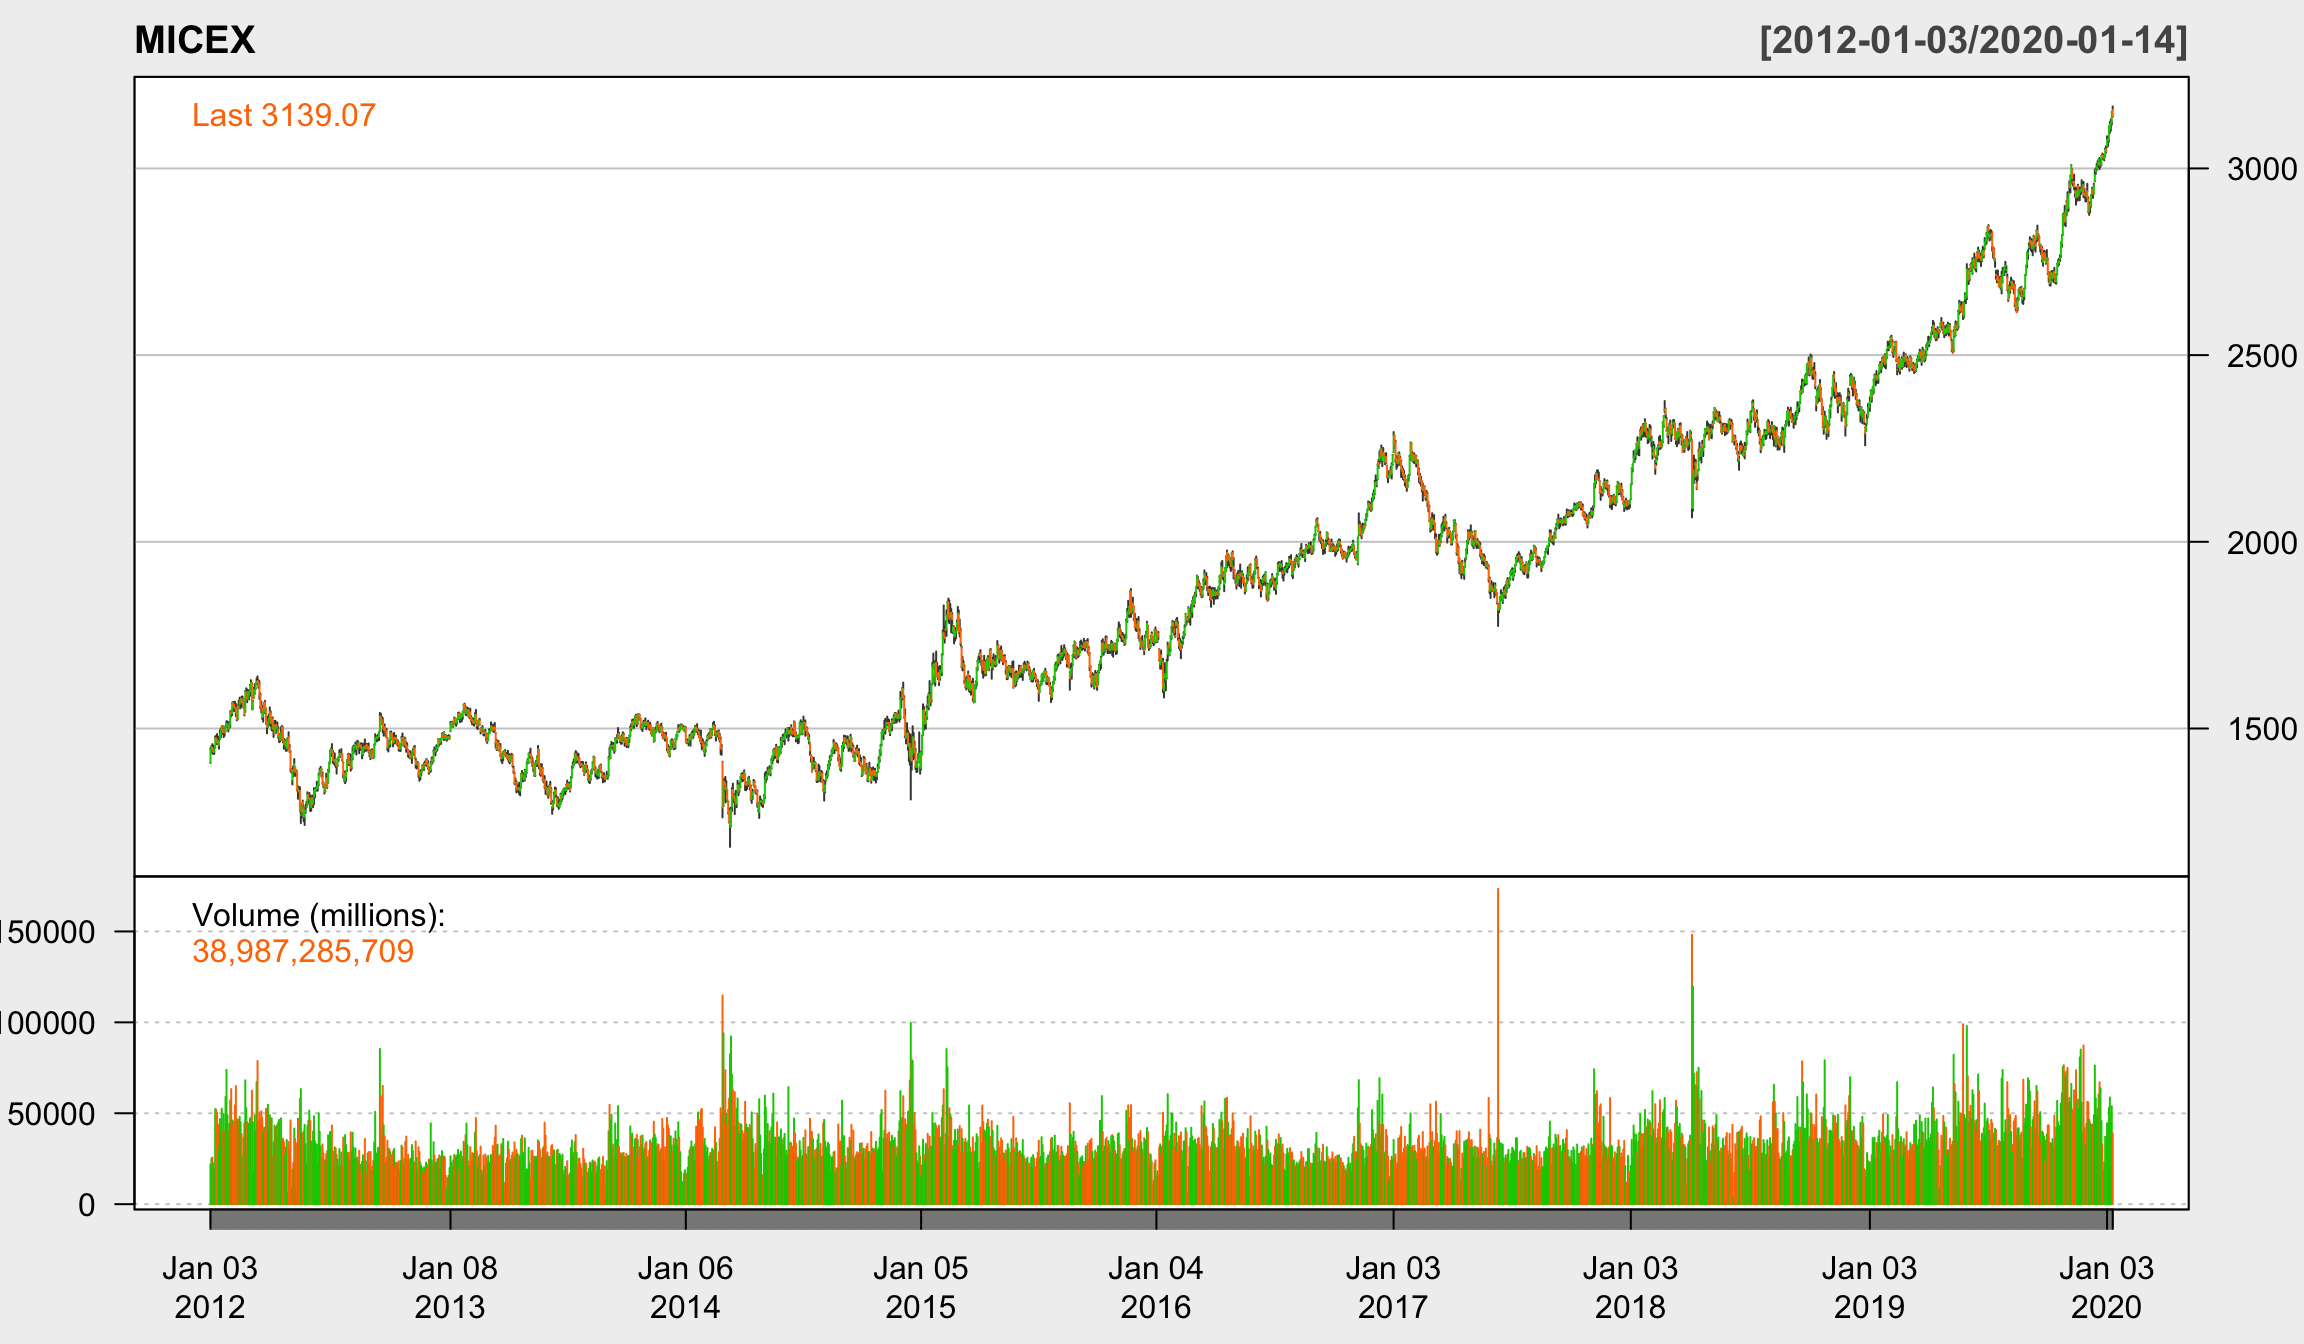 MICEX
[2012-01-03/2020-01-14]
Last 3139.07
3000
2500
2000
1500
Volume (millions):
38,987,285,709
150000
100000
50000
0
Jan 03 Jan 08 Jan 06 Jan 05 Jan 04 Jan 03 Jan 03 Jan 03 Jan 03
2012 2013 2014 2015 2016 2017 2018 2019 2020